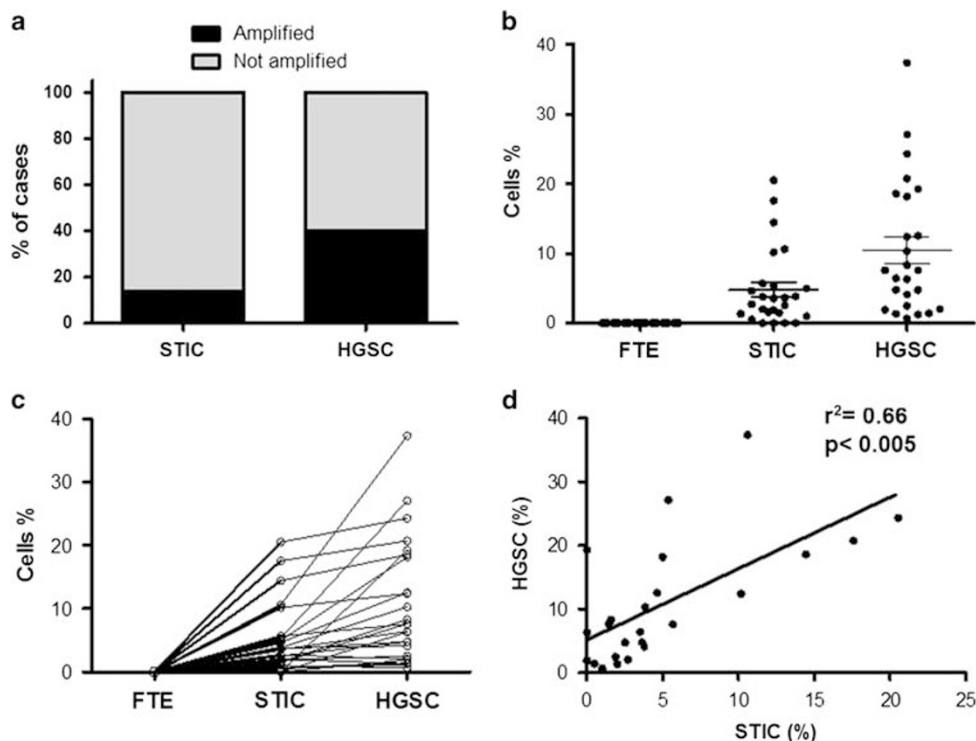 a
Amplified
Not amplified
% of cases
100
80
60
40
20
0
STIC
HGSC
b
Cells %
40
30
20
10
0
FTE
STIC
HGSC
c
Cells %
40
30
20
10
0
FTE
STIC
HGSC
d
r²= 0.66
p< 0.005
HGSC (%)
40
30
20
10
0
0 5 10 15 20 25
STIC (%)